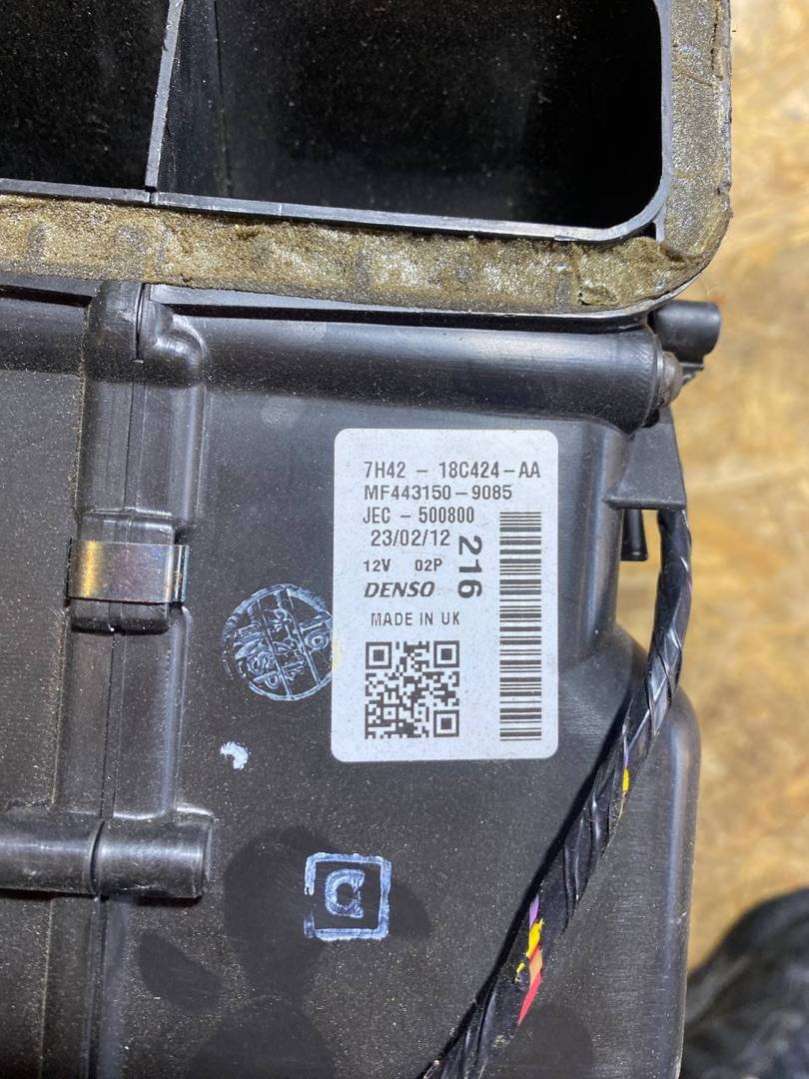 7H42 - 18C424-AA
MF443150-9085
JEC - 500800
23/02/12
216
12V 02P
DENSO
MADE IN UK
C